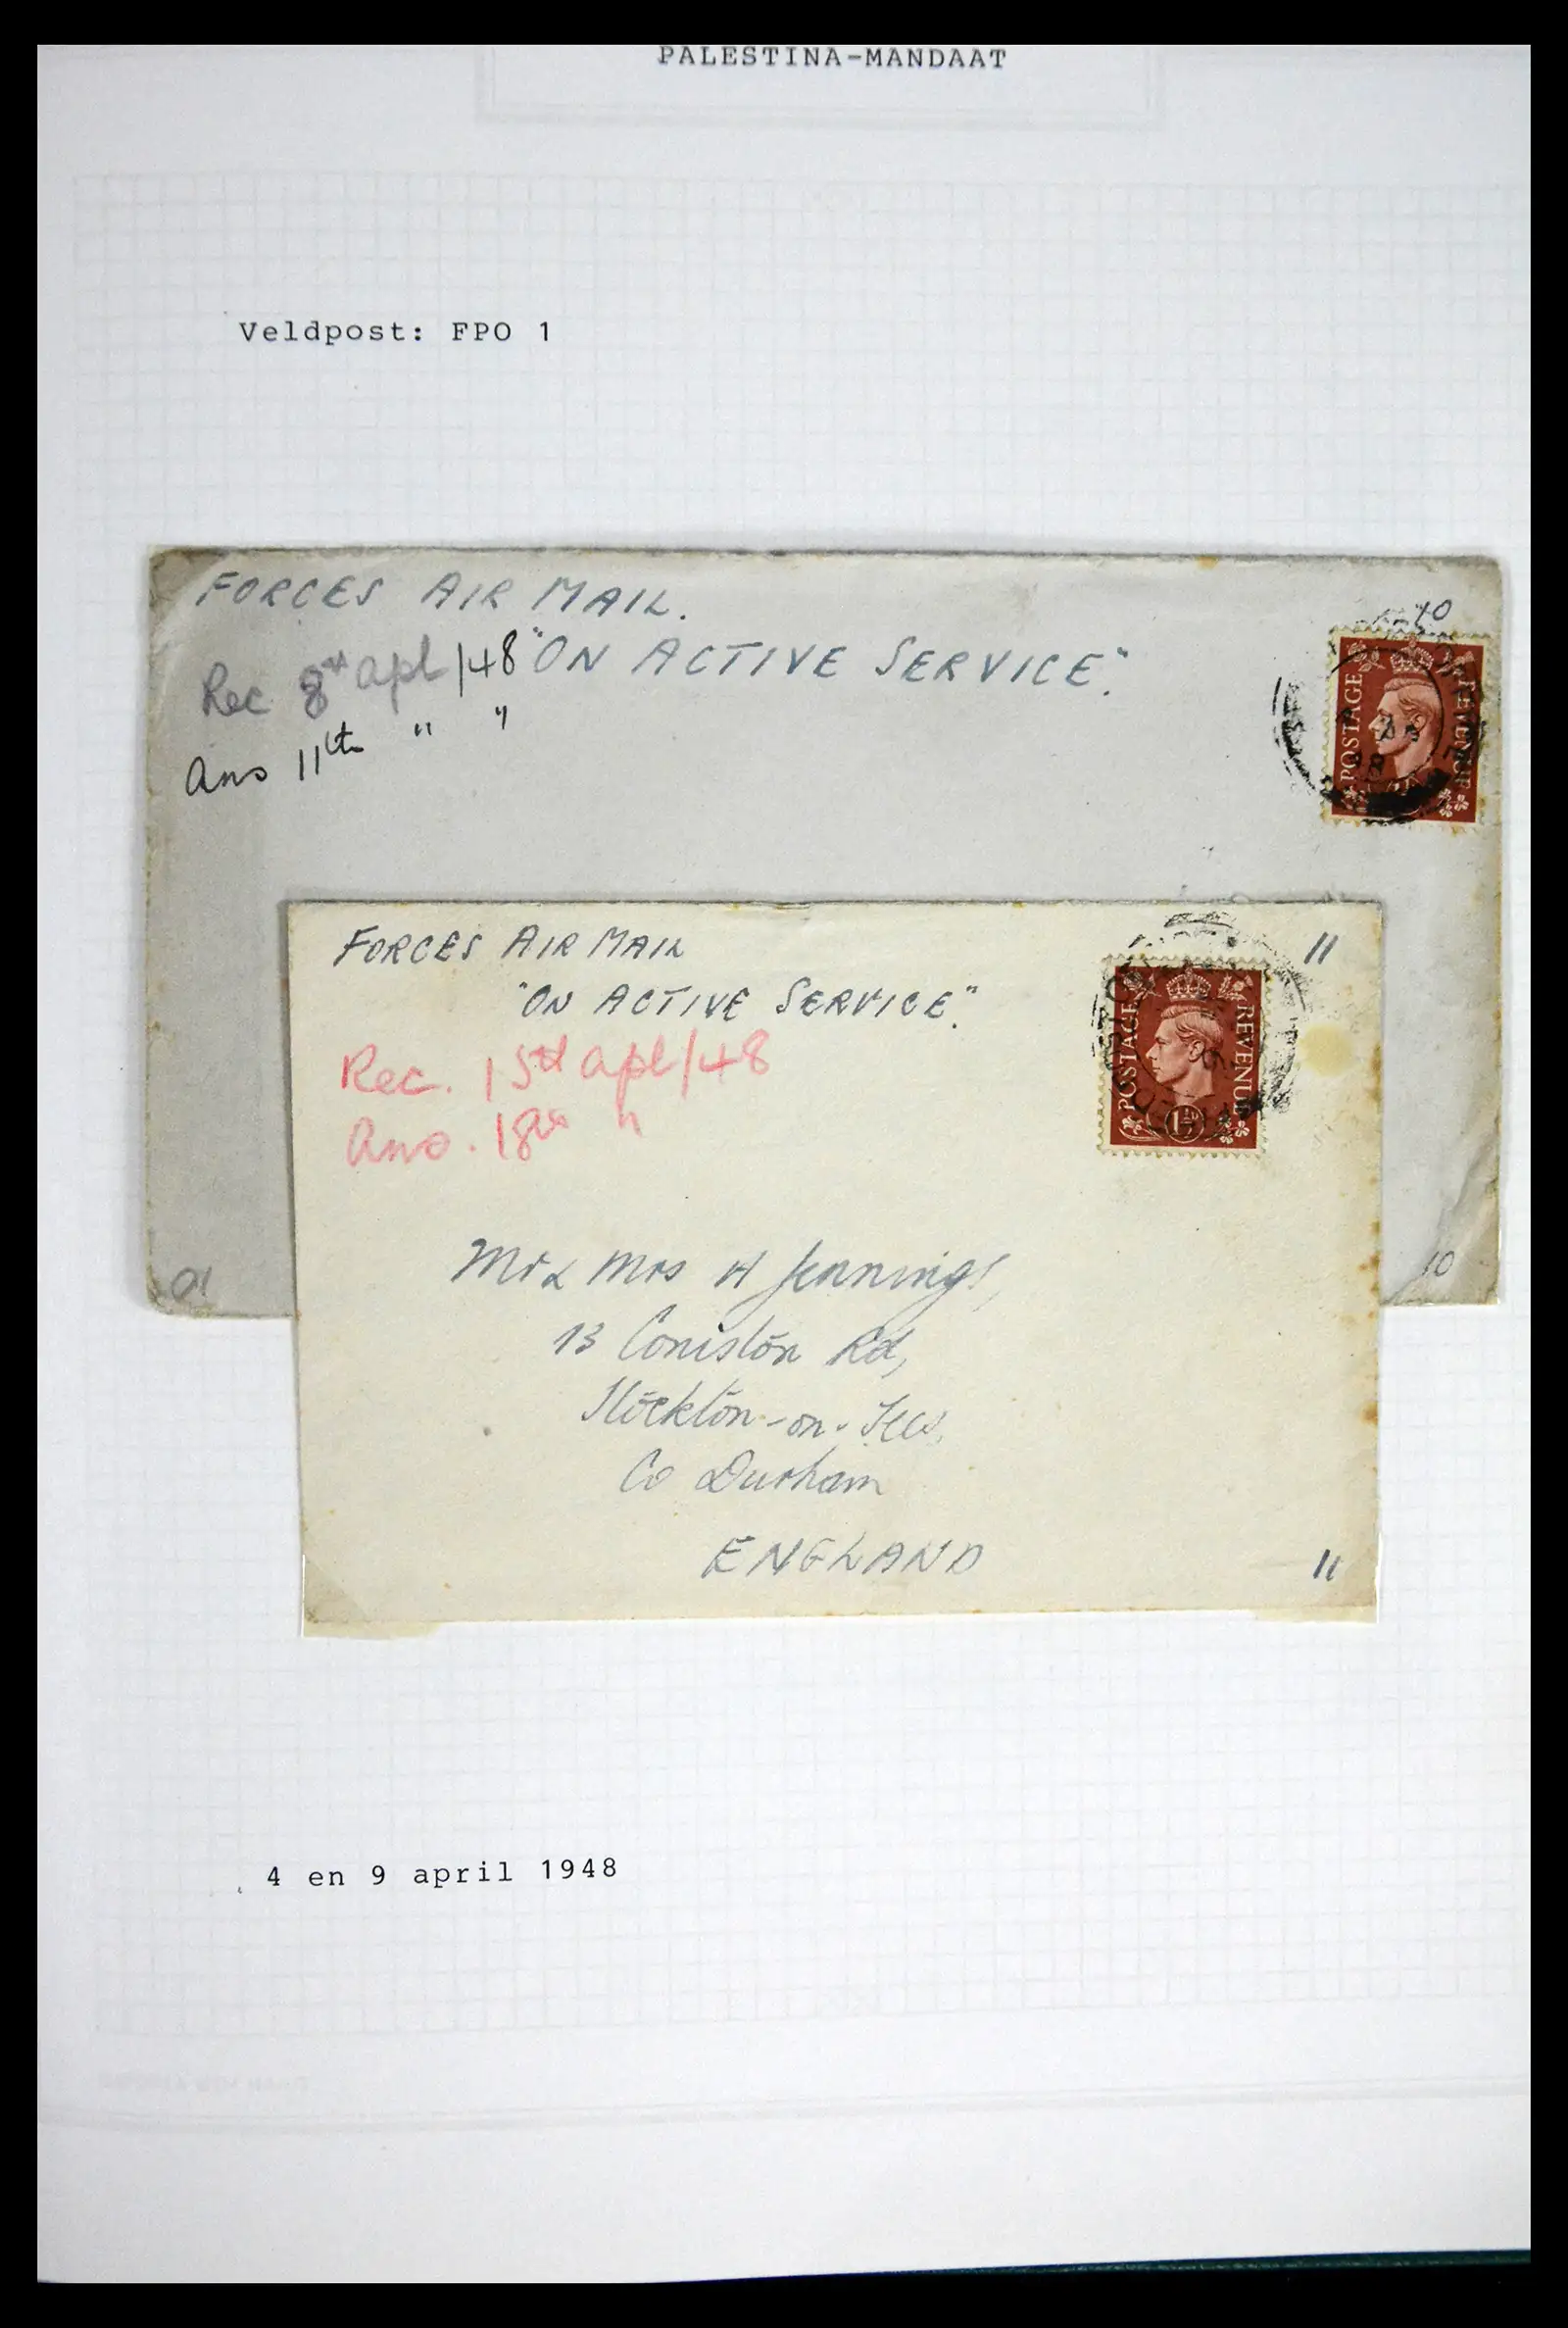 PALESTINA-MANDAAT
Veldpost: FPO 1
FORCES AIR MAIL.
"ON ACTIVE SERVICE".
Rec 8th apl/48
Ans 11th " "
10
POSTAGE
REVENUE
01
10
FORCES AIR MAIL
"ON ACTIVE SERVICE".
11
Rec. 15th apl/48
Ans. 18th "
POSTAGE
REVENUE
1½
Mr & Mrs H Jennings,
13 Coniston Rd,
Stockton-on-Tees,
Co Durham
ENGLAND
11
4 en 9 april 1948